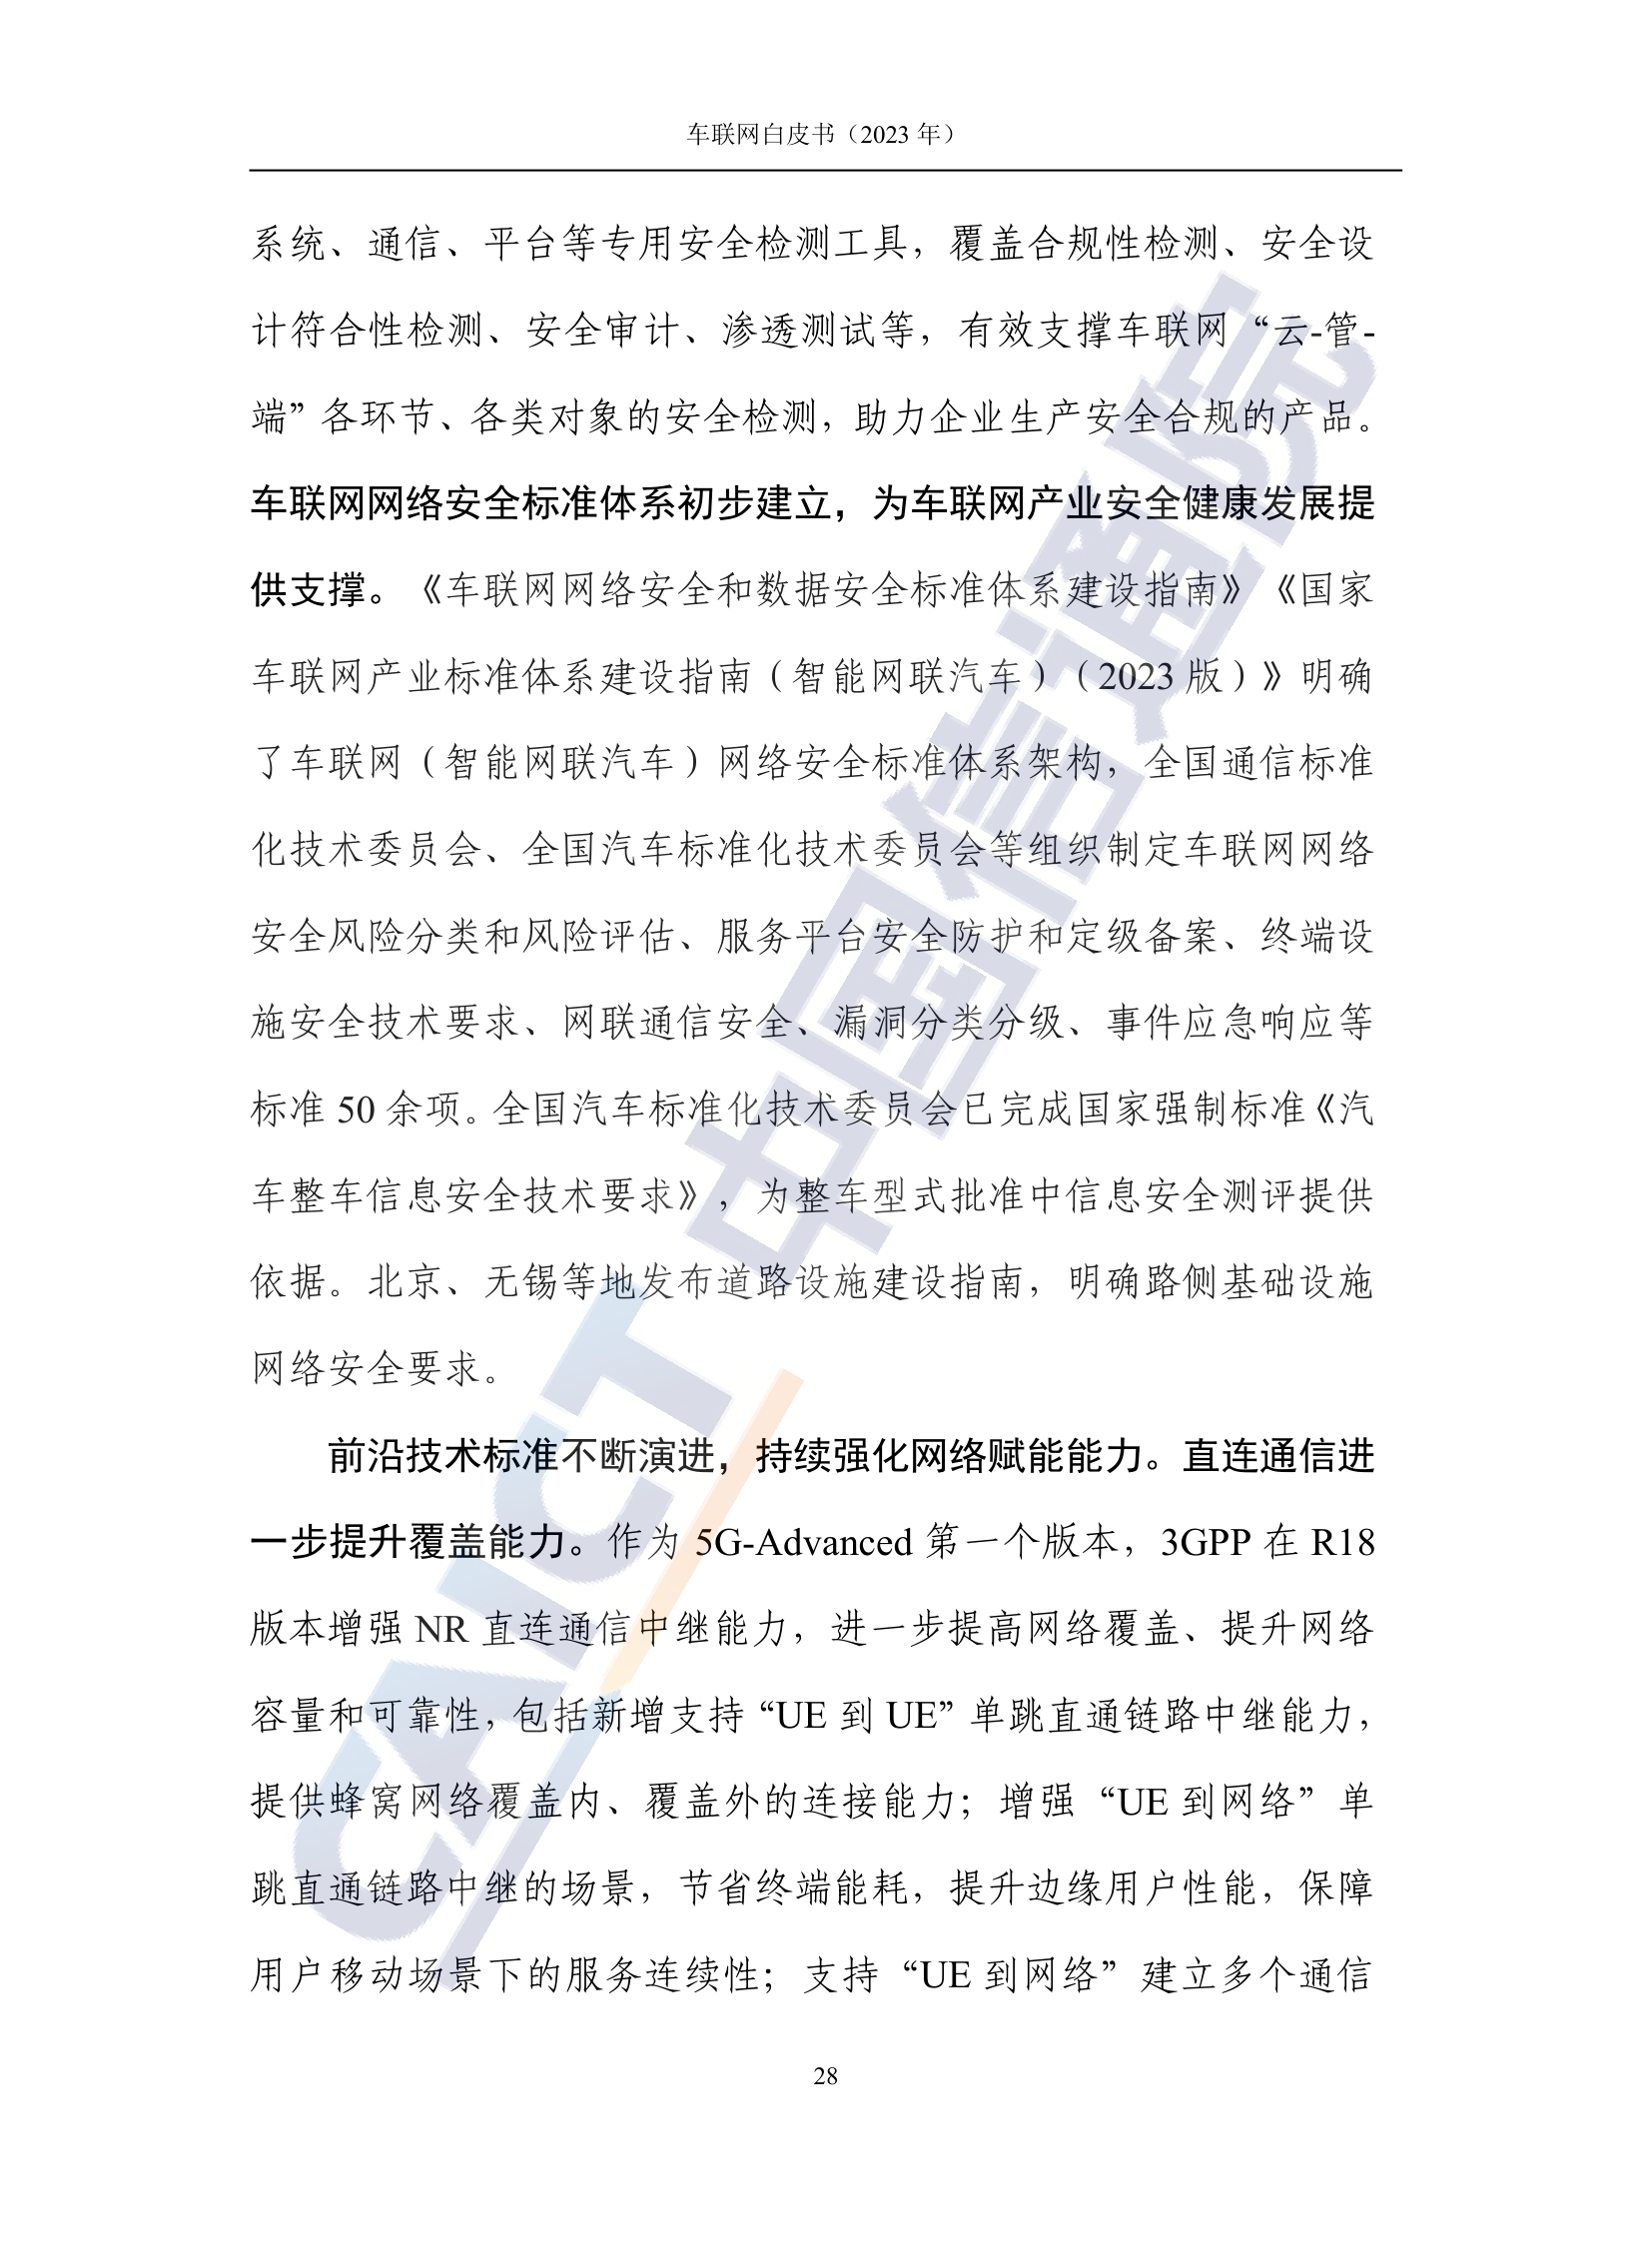 车联网白皮书（2023 年）
系统、通信、平台等专用安全检测工具，覆盖合规性检测、安全设
计符合性检测、安全审计、渗透测试等，有效支撑车联网“云-管-
端”各环节、各类对象的安全检测，助力企业生产安全合规的产品。
车联网网络安全标准体系初步建立，为车联网产业安全健康发展提
供支撑。《车联网网络安全和数据安全标准体系建设指南》《国家
车联网产业标准体系建设指南（智能网联汽车）（2023 版）》明确
了车联网（智能网联汽车）网络安全标准体系架构，全国通信标准
化技术委员会、全国汽车标准化技术委员会等组织制定车联网网络
安全风险分类和风险评估、服务平台安全防护和定级备案、终端设
施安全技术要求、网联通信安全、漏洞分类分级、事件应急响应等
标准 50 余项。全国汽车标准化技术委员会已完成国家强制标准《汽
车整车信息安全技术要求》，为整车型式批准中信息安全测评提供
依据。北京、无锡等地发布道路设施建设指南，明确路侧基础设施
网络安全要求。
前沿技术标准不断演进，持续强化网络赋能能力。直连通信进
一步提升覆盖能力。作为 5G-Advanced 第一个版本，3GPP 在 R18
版本增强 NR 直连通信中继能力，进一步提高网络覆盖、提升网络
容量和可靠性，包括新增支持“UE 到 UE”单跳直通链路中继能力，
提供蜂窝网络覆盖内、覆盖外的连接能力；增强“UE 到网络”单
跳直通链路中继的场景，节省终端能耗，提升边缘用户性能，保障
用户移动场景下的服务连续性；支持“UE 到网络”建立多个通信
28
CAICT 中国信通院